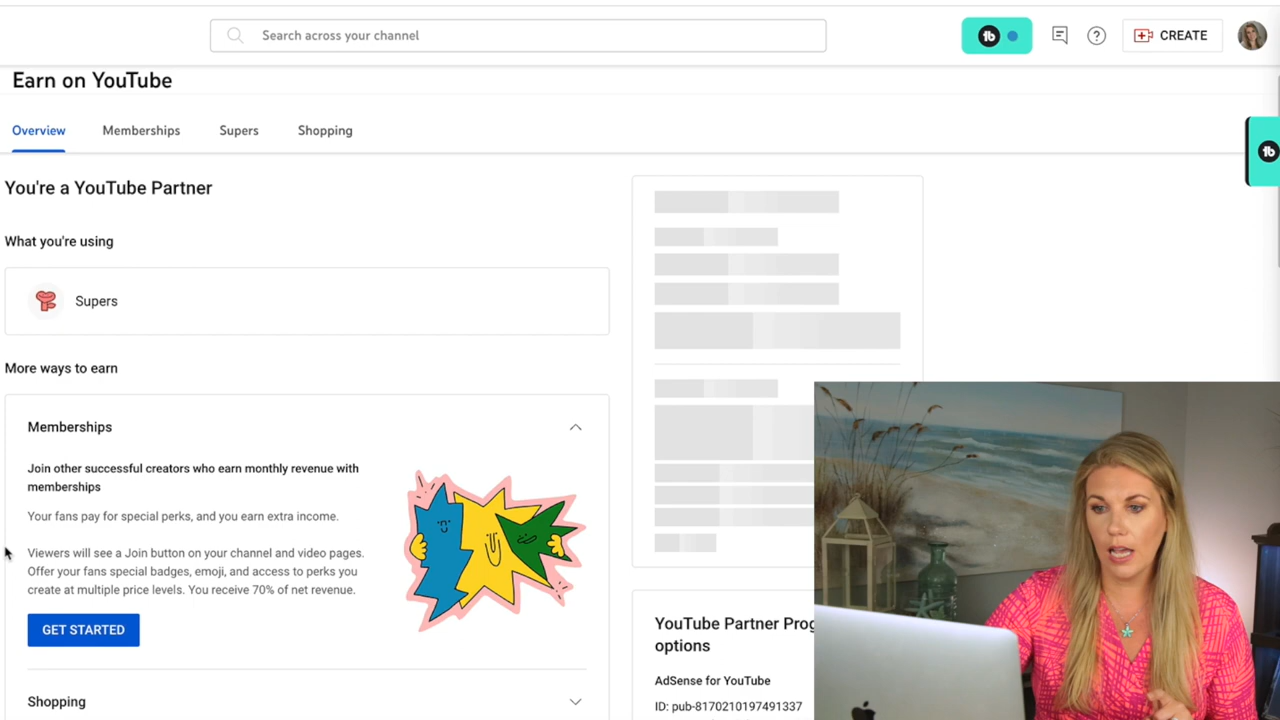 Search across your channel
tb
CREATE
Earn on YouTube
Overview
Memberships
Supers
Shopping
tb
You're a YouTube Partner
What you're using
Supers
More ways to earn
Memberships
Join other successful creators who earn monthly revenue with
memberships
Your fans pay for special perks, and you earn extra income.
Viewers will see a Join button on your channel and video pages.
Offer your fans special badges, emoji, and access to perks you
create at multiple price levels. You receive 70% of net revenue.
GET STARTED
Shopping
YouTube Partner Prog
options
AdSense for YouTube
ID: pub-8170210197491337